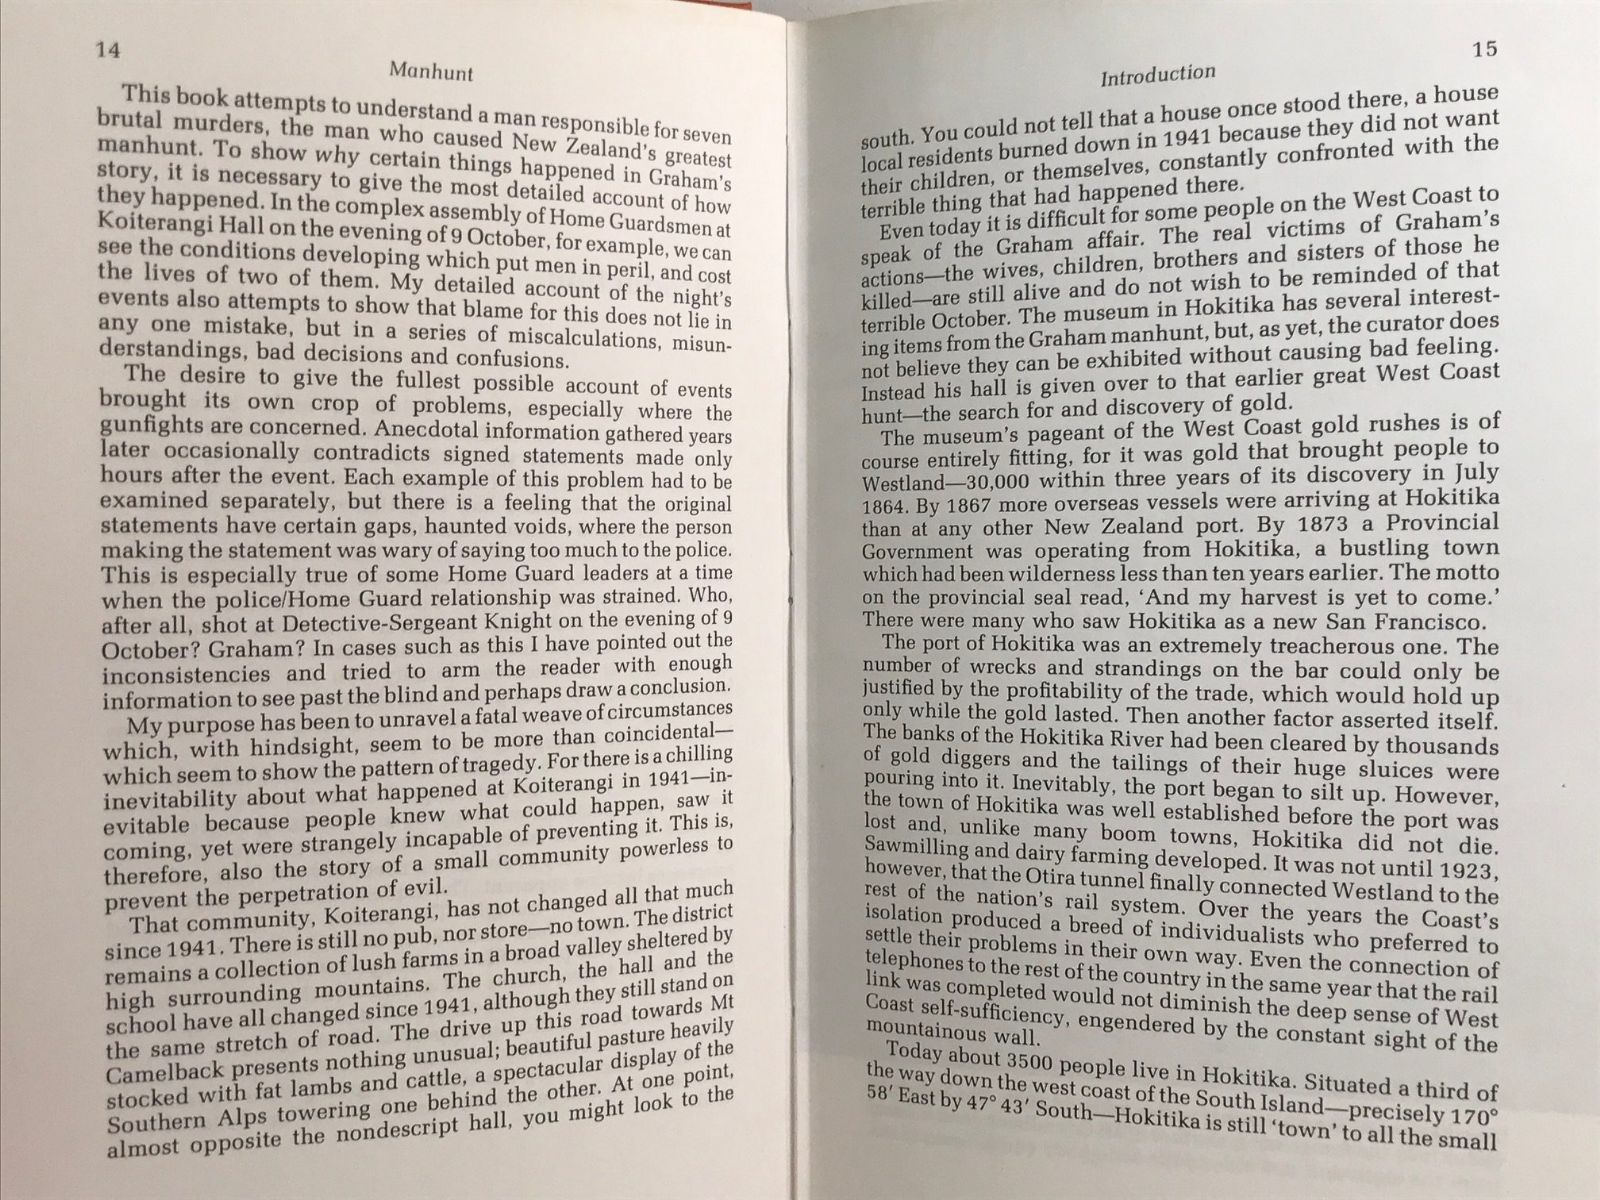 14
Manhunt
This book attempts to understand a man responsible for seven
brutal murders, the man who caused New Zealand's greatest
manhunt. To show why certain things happened in Graham's
story, it is necessary to give the most detailed account of how
they happened. In the complex assembly of Home Guardsmen at
Koiterangi Hall on the evening of 9 October, for example, we can
see the conditions developing which put men in peril, and cost
the lives of two of them. My detailed account of the night's
events also attempts to show that blame for this does not lie in
any one mistake, but in a series of miscalculations, misun-
derstandings, bad decisions and confusions.
The desire to give the fullest possible account of events
brought its own crop of problems, especially where the
gunfights are concerned. Anecdotal information gathered years
later occasionally contradicts signed statements made only
hours after the event. Each example of this problem had to be
examined separately, but there is a feeling that the original
statements have certain gaps, haunted voids, where the person
making the statement was wary of saying too much to the police.
This is especially true of some Home Guard leaders at a time
when the police/Home Guard relationship was strained. Who,
after all, shot at Detective-Sergeant Knight on the evening of 9
October? Graham? In cases such as this I have pointed out the
inconsistencies and tried to arm the reader with enough
information to see past the blind and perhaps draw a conclusion.
My purpose has been to unravel a fatal weave of circumstances
which, with hindsight, seem to be more than coincidental—
which seem to show the pattern of tragedy. For there is a chilling
inevitability about what happened at Koiterangi in 1941—in-
evitable because people knew what could happen, saw it
coming, yet were strangely incapable of preventing it. This is,
therefore, also the story of a small community powerless to
prevent the perpetration of evil.
That community, Koiterangi, has not changed all that much
since 1941. There is still no pub, nor store—no town. The district
remains a collection of lush farms in a broad valley sheltered by
high surrounding mountains. The church, the hall and the
school have all changed since 1941, although they still stand on
the same stretch of road. The drive up this road towards Mt
Camelback presents nothing unusual; beautiful pasture heavily
stocked with fat lambs and cattle, a spectacular display of the
Southern Alps towering one behind the other. At one point,
almost opposite the nondescript hall, you might look to the
15
Introduction
south. You could not tell that a house once stood there, a house
local residents burned down in 1941 because they did not want
their children, or themselves, constantly confronted with the
terrible thing that had happened there.
Even today it is difficult for some people on the West Coast to
speak of the Graham affair. The real victims of Graham's
actions—the wives, children, brothers and sisters of those he
killed—are still alive and do not wish to be reminded of that
terrible October. The museum in Hokitika has several interest-
ing items from the Graham manhunt, but, as yet, the curator does
not believe they can be exhibited without causing bad feeling.
Instead his hall is given over to that earlier great West Coast
hunt—the search for and discovery of gold.
The museum's pageant of the West Coast gold rushes is of
course entirely fitting, for it was gold that brought people to
Westland—30,000 within three years of its discovery in July
1864. By 1867 more overseas vessels were arriving at Hokitika
than at any other New Zealand port. By 1873 a Provincial
Government was operating from Hokitika, a bustling town
which had been wilderness less than ten years earlier. The motto
on the provincial seal read, 'And my harvest is yet to come.'
There were many who saw Hokitika as a new San Francisco.
The port of Hokitika was an extremely treacherous one. The
number of wrecks and strandings on the bar could only be
justified by the profitability of the trade, which would hold up
only while the gold lasted. Then another factor asserted itself.
The banks of the Hokitika River had been cleared by thousands
of gold diggers and the tailings of their huge sluices were
pouring into it. Inevitably, the port began to silt up. However,
the town of Hokitika was well established before the port was
lost and, unlike many boom towns, Hokitika did not die.
Sawmilling and dairy farming developed. It was not until 1923,
however, that the Otira tunnel finally connected Westland to the
rest of the nation's rail system. Over the years the Coast's
isolation produced a breed of individualists who preferred to
settle their problems in their own way. Even the connection of
telephones to the rest of the country in the same year that the rail
link was completed would not diminish the deep sense of West
Coast self-sufficiency, engendered by the constant sight of the
mountainous wall.
Today about 3500 people live in Hokitika. Situated a third of
the way down the west coast of the South Island—precisely 170°
58′ East by 47° 43′ South—Hokitika is still 'town' to all the small